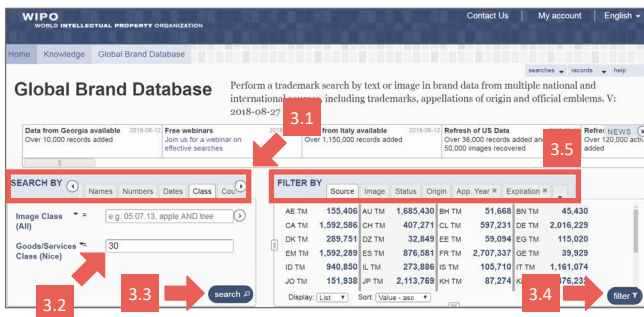 WIPO
WORLD INTELLECTUAL PROPERTY ORGANIZATION
Contact Us My account English
Home Knowledge Global Brand Database
searches records help
Global Brand Database
Perform a trademark search by text or image in brand data from multiple national and
international sources, including trademarks, appellations of origin and official emblems. V:
2018-08-27
3.1
Data from Georgia available 2018-06-12
Over 10,000 records added
Free webinars
Join us for a webinar on
effective searches
from Italy available 2018-06-12
Over 1,150,000 records added
Refresh of US Data
Over 38,000 records added and
50,000 images recovered
NEWS
Over 120,000
added
3.5
SEARCH BY Names Numbers Dates Class
FILTER BY Source Image Status Origin App. Year Expiration
Image Class = e.g. 05.07.13, apple AND tree
(All)
Goods/Services = 30
Class (Nice)
3.2
3.3
search
AE TM 155,406 AU TM 1,685,430 BH TM 51,668 BN TM 45,430
CA TM 1,592,586 CH TM 407,271 CL TM 597,231 DE TM 2,016,229
DK TM 289,751 DZ TM 32,849 EE TM 59,094 EG TM 115,020
EM TM 1,592,289 ES TM 876,581 FR TM 2,707,337 GE TM 39,929
ID TM 940,850 IL TM 273,886 IS TM 105,710 IT TM 1,161,074
JO TM 151,938 JP TM 2,113,769 KH TM 87,274
Display: List Sort: Value - asc
3.4
filter